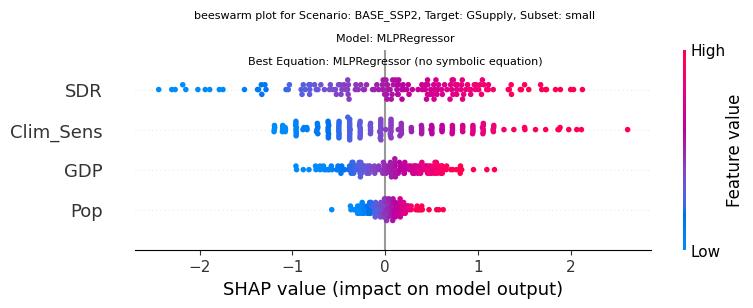 beeswarm plot for Scenario: BASE_SSP2, Target: GSupply, Subset: small
Model: MLPRegressor
Best Equation: MLPRegressor (no symbolic equation)
High
SDR
Clim_Sens
GDP
Pop
Feature value
Low
−2
−1
0
1
2
SHAP value (impact on model output)